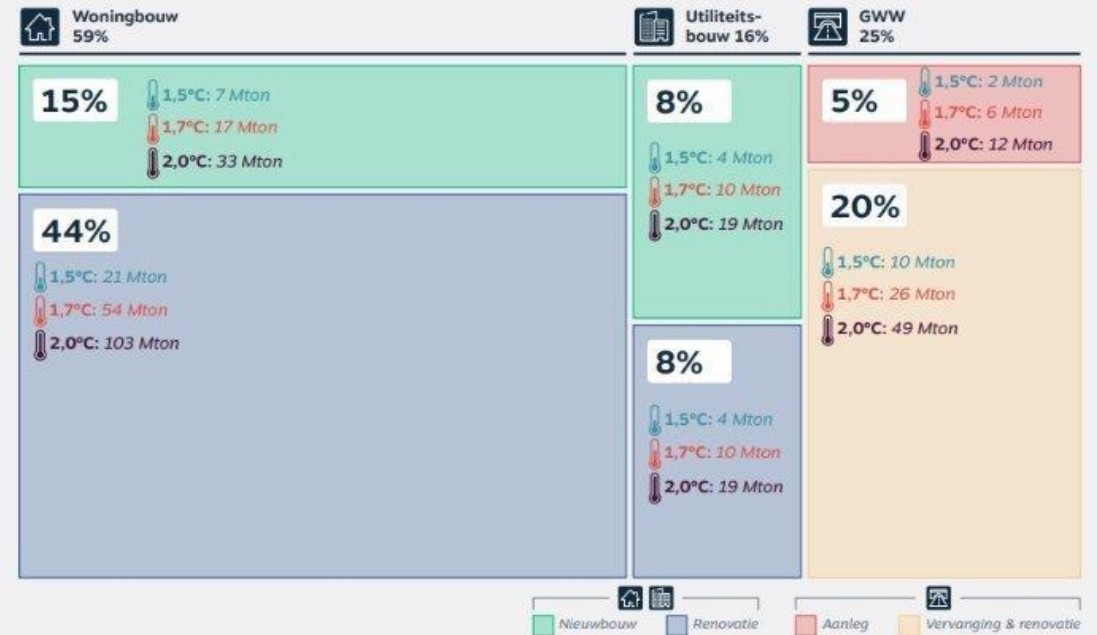 Woningbouw
59%
Utiliteits-
bouw 16%
GWW
25%
15%
1,5°C: 7 Mton
1,7°C: 17 Mton
2,0°C: 33 Mton
44%
1,5°C: 21 Mton
1,7°C: 54 Mton
2,0°C: 103 Mton
8%
1,5°C: 4 Mton
1,7°C: 10 Mton
2,0°C: 19 Mton
8%
1,5°C: 4 Mton
1,7°C: 10 Mton
2,0°C: 19 Mton
5%
1,5°C: 2 Mton
1,7°C: 6 Mton
2,0°C: 12 Mton
20%
1,5°C: 10 Mton
1,7°C: 26 Mton
2,0°C: 49 Mton
Nieuwbouw
Renovatie
Aanleg
Vervanging & renovatie